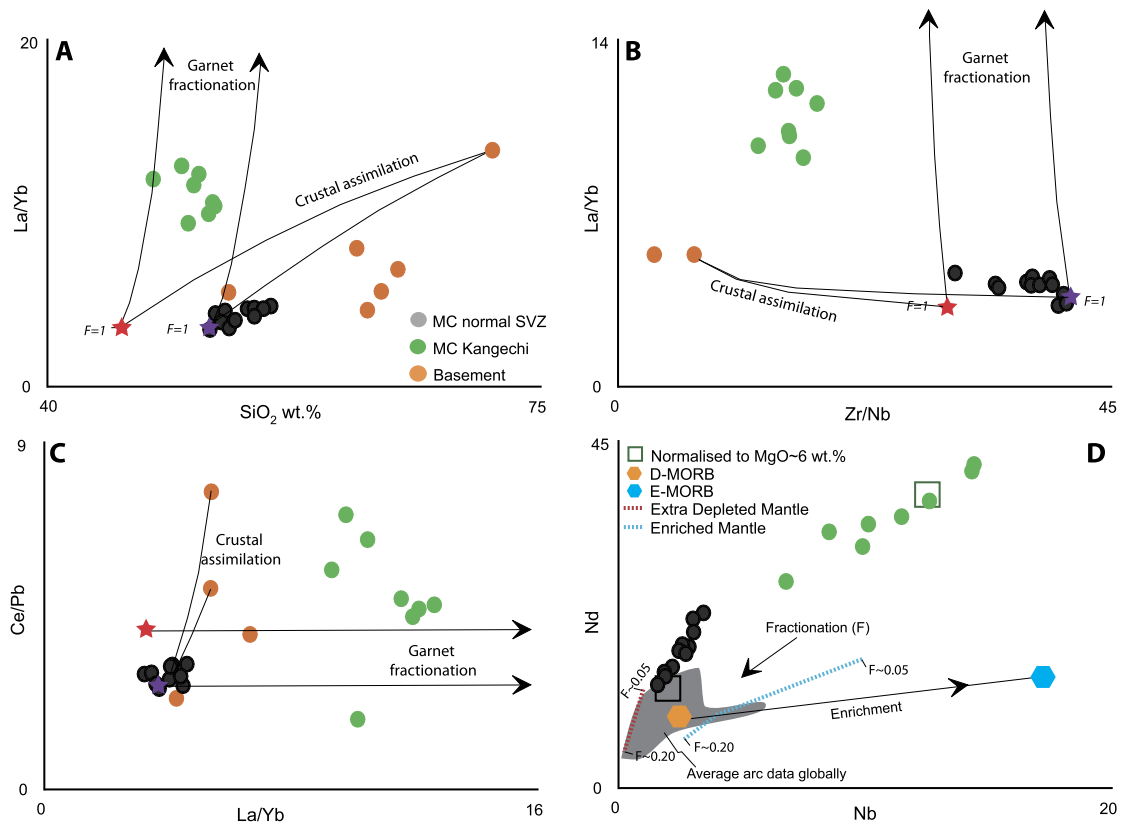 A
20
La/Yb
0
40
SiO2 wt.%
75
Garnet
fractionation
Crustal assimilation
F=1
F=1
MC normal SVZ
MC Kangechi
Basement
B
14
La/Yb
0
0
Zr/Nb
45
Garnet
fractionation
Crustal assimilation
F=1
F=1
C
9
Ce/Pb
0
0
La/Yb
16
Crustal
assimilation
Garnet
fractionation
D
45
Nd
0
0
Nb
20
Normalised to MgO~6 wt.%
D-MORB
E-MORB
Extra Depleted Mantle
Enriched Mantle
Fractionation (F)
F~0.05
F~0.05
Enrichment
F~0.20
F~0.20
Average arc data globally